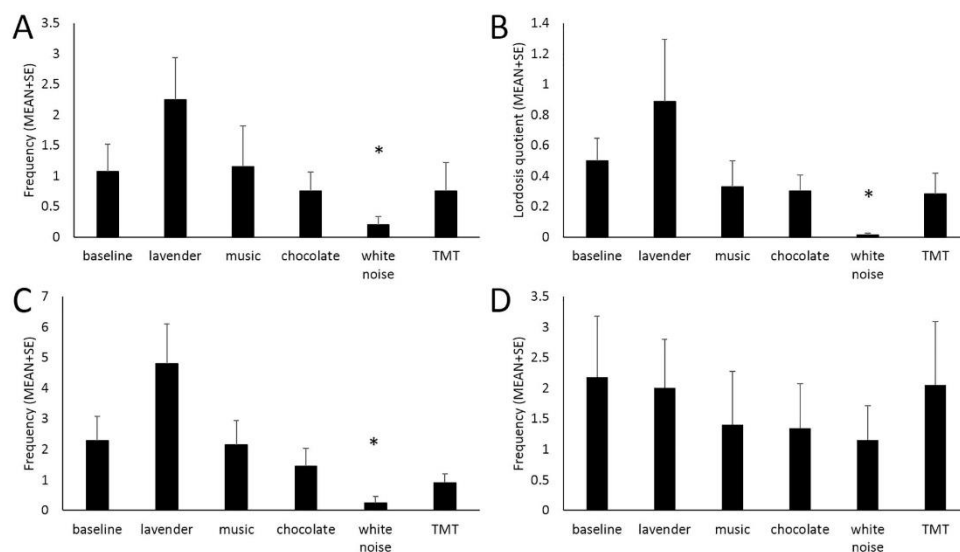 A
Frequency (MEAN+SE)
3.5
3
2.5
2
1.5
1
0.5
0
*
baseline lavender music chocolate white noise TMT
B
Lordosis quotient (MEAN+SE)
1.4
1.2
1
0.8
0.6
0.4
0.2
0
*
baseline lavender music chocolate white noise TMT
C
Frequency (MEAN+SE)
7
6
5
4
3
2
1
0
*
baseline lavender music chocolate white noise TMT
D
Frequency (MEAN+SE)
3.5
3
2.5
2
1.5
1
0.5
0
baseline lavender music chocolate white noise TMT